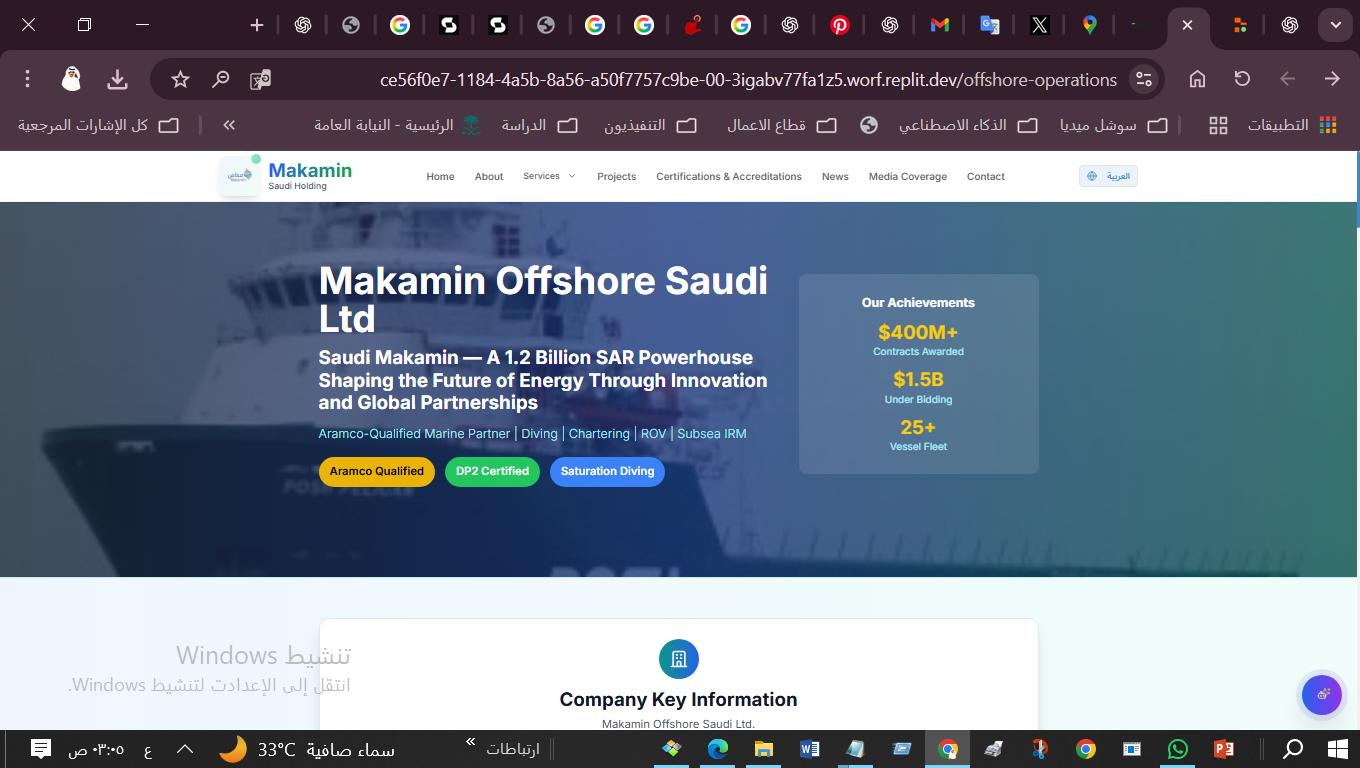 ce56f0e7-1184-4a5b-8a56-a50f7757c9be-00-3igabv77fa1z5.worf.replit.dev/offshore-operations
التطبيقات
سوشل ميديا
الذكاء الاصطناعي
قطاع الاعمال
التنفيذيون
الدراسة
الرئيسية - النيابة العامة
»
كل الإشارات المرجعية
Makamin
Saudi Holding
Home
About
Services
Projects
Certifications & Accreditations
News
Media Coverage
Contact
العربية
Makamin Offshore Saudi
Ltd
Saudi Makamin — A 1.2 Billion SAR Powerhouse
Shaping the Future of Energy Through Innovation
and Global Partnerships
Aramco-Qualified Marine Partner | Diving | Chartering | ROV | Subsea IRM
Aramco Qualified
DP2 Certified
Saturation Diving
Our Achievements
$400M+
Contracts Awarded
$1.5B
Under Bidding
25+
Vessel Fleet
POSH PELICAN
Company Key Information
Makamin Offshore Saudi Ltd.
تنشيط Windows
انتقل إلى الإعدادت لتنشيط Windows.
ارتباطات
»
سماء صافية 33°C
ع
٠٣:٠٥ ص